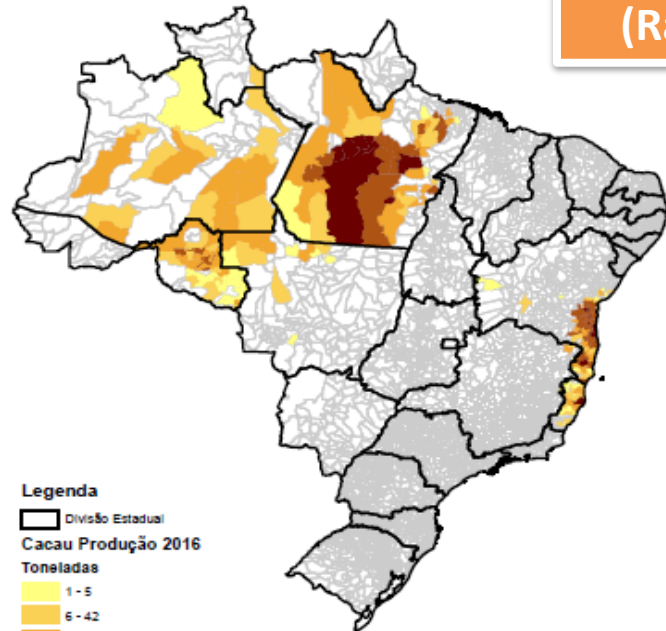 (Ra
Legenda
Divisão Estadual
Cacau Produção 2016
Toneladas
1 - 5
6 - 42